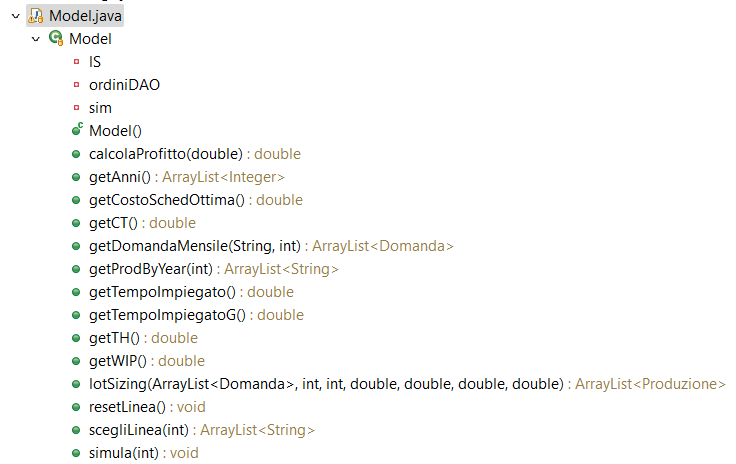 Model.java
Model
lS
ordiniDAO
sim
Model()
calcolaProfitto(double) : double
getAnni() : ArrayList<Integer>
getCostoSchedOttima() : double
getCT() : double
getDomandaMensile(String, int) : ArrayList<Domanda>
getProdByYear(int) : ArrayList<String>
getTempoImpiegato() : double
getTempoImpiegatoG() : double
getTH() : double
getWIP() : double
lotSizing(ArrayList<Domanda>, int, int, double, double, double, double) : ArrayList<Produzione>
resetLinea() : void
scegliLinea(int) : ArrayList<String>
simula(int) : void